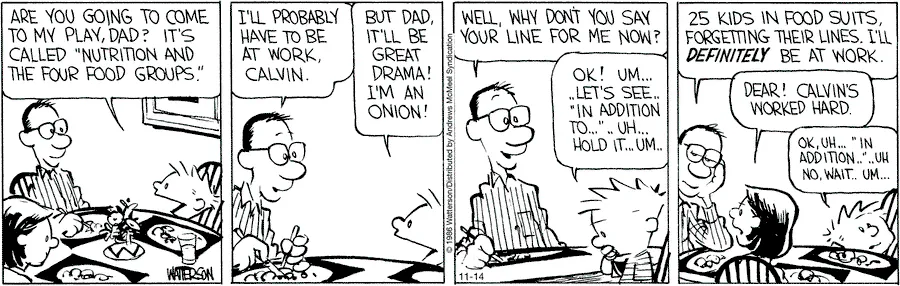 ARE YOU GOING TO COME
TO MY PLAY, DAD? IT'S
CALLED "NUTRITION AND
THE FOUR FOOD GROUPS."
WATERSON
I'LL PROBABLY
HAVE TO BE
AT WORK,
CALVIN.
BUT DAD,
IT'LL BE
GREAT
DRAMA!
I'M AN
ONION!
© 1986 Watterson/Distributed by Andrews McMeel Syndication
WELL, WHY DON'T YOU SAY
YOUR LINE FOR ME NOW?
OK! UM...
..LET'S SEE..
"IN ADDITION
TO..." .. UH...
HOLD IT...UM..
11-14
25 KIDS IN FOOD SUITS,
FORGETTING THEIR LINES. I'LL
DEFINITELY BE AT WORK.
DEAR! CALVIN'S
WORKED HARD.
OK, UH... "IN
ADDITION.."..UH
NO, WAIT.. UM...